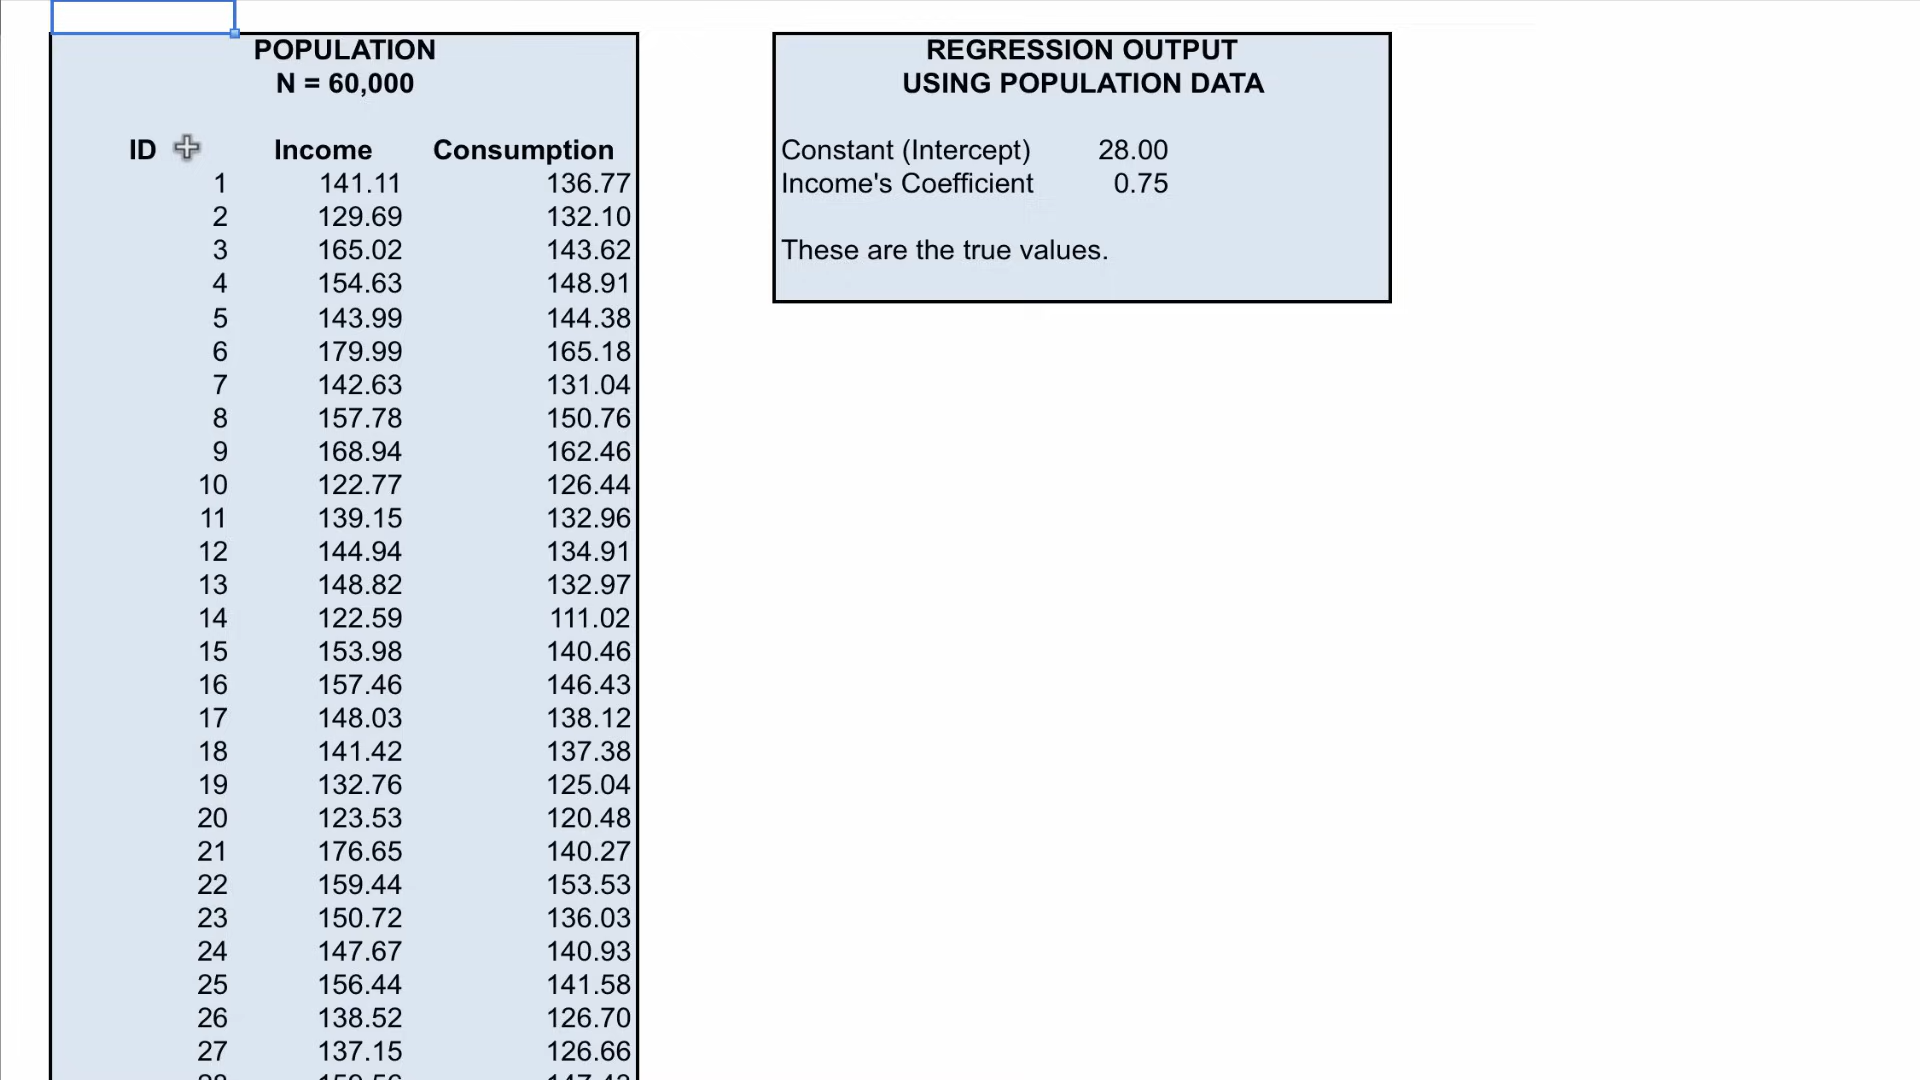 POPULATION
N = 60,000
ID Income Consumption
1 141.11 136.77
2 129.69 132.10
3 165.02 143.62
4 154.63 148.91
5 143.99 144.38
6 179.99 165.18
7 142.63 131.04
8 157.78 150.76
9 168.94 162.46
10 122.77 126.44
11 139.15 132.96
12 144.94 134.91
13 148.82 132.97
14 122.59 111.02
15 153.98 140.46
16 157.46 146.43
17 148.03 138.12
18 141.42 137.38
19 132.76 125.04
20 123.53 120.48
21 176.65 140.27
22 159.44 153.53
23 150.72 136.03
24 147.67 140.93
25 156.44 141.58
26 138.52 126.70
27 137.15 126.66
REGRESSION OUTPUT
USING POPULATION DATA
Constant (Intercept) 28.00
Income's Coefficient 0.75
These are the true values.